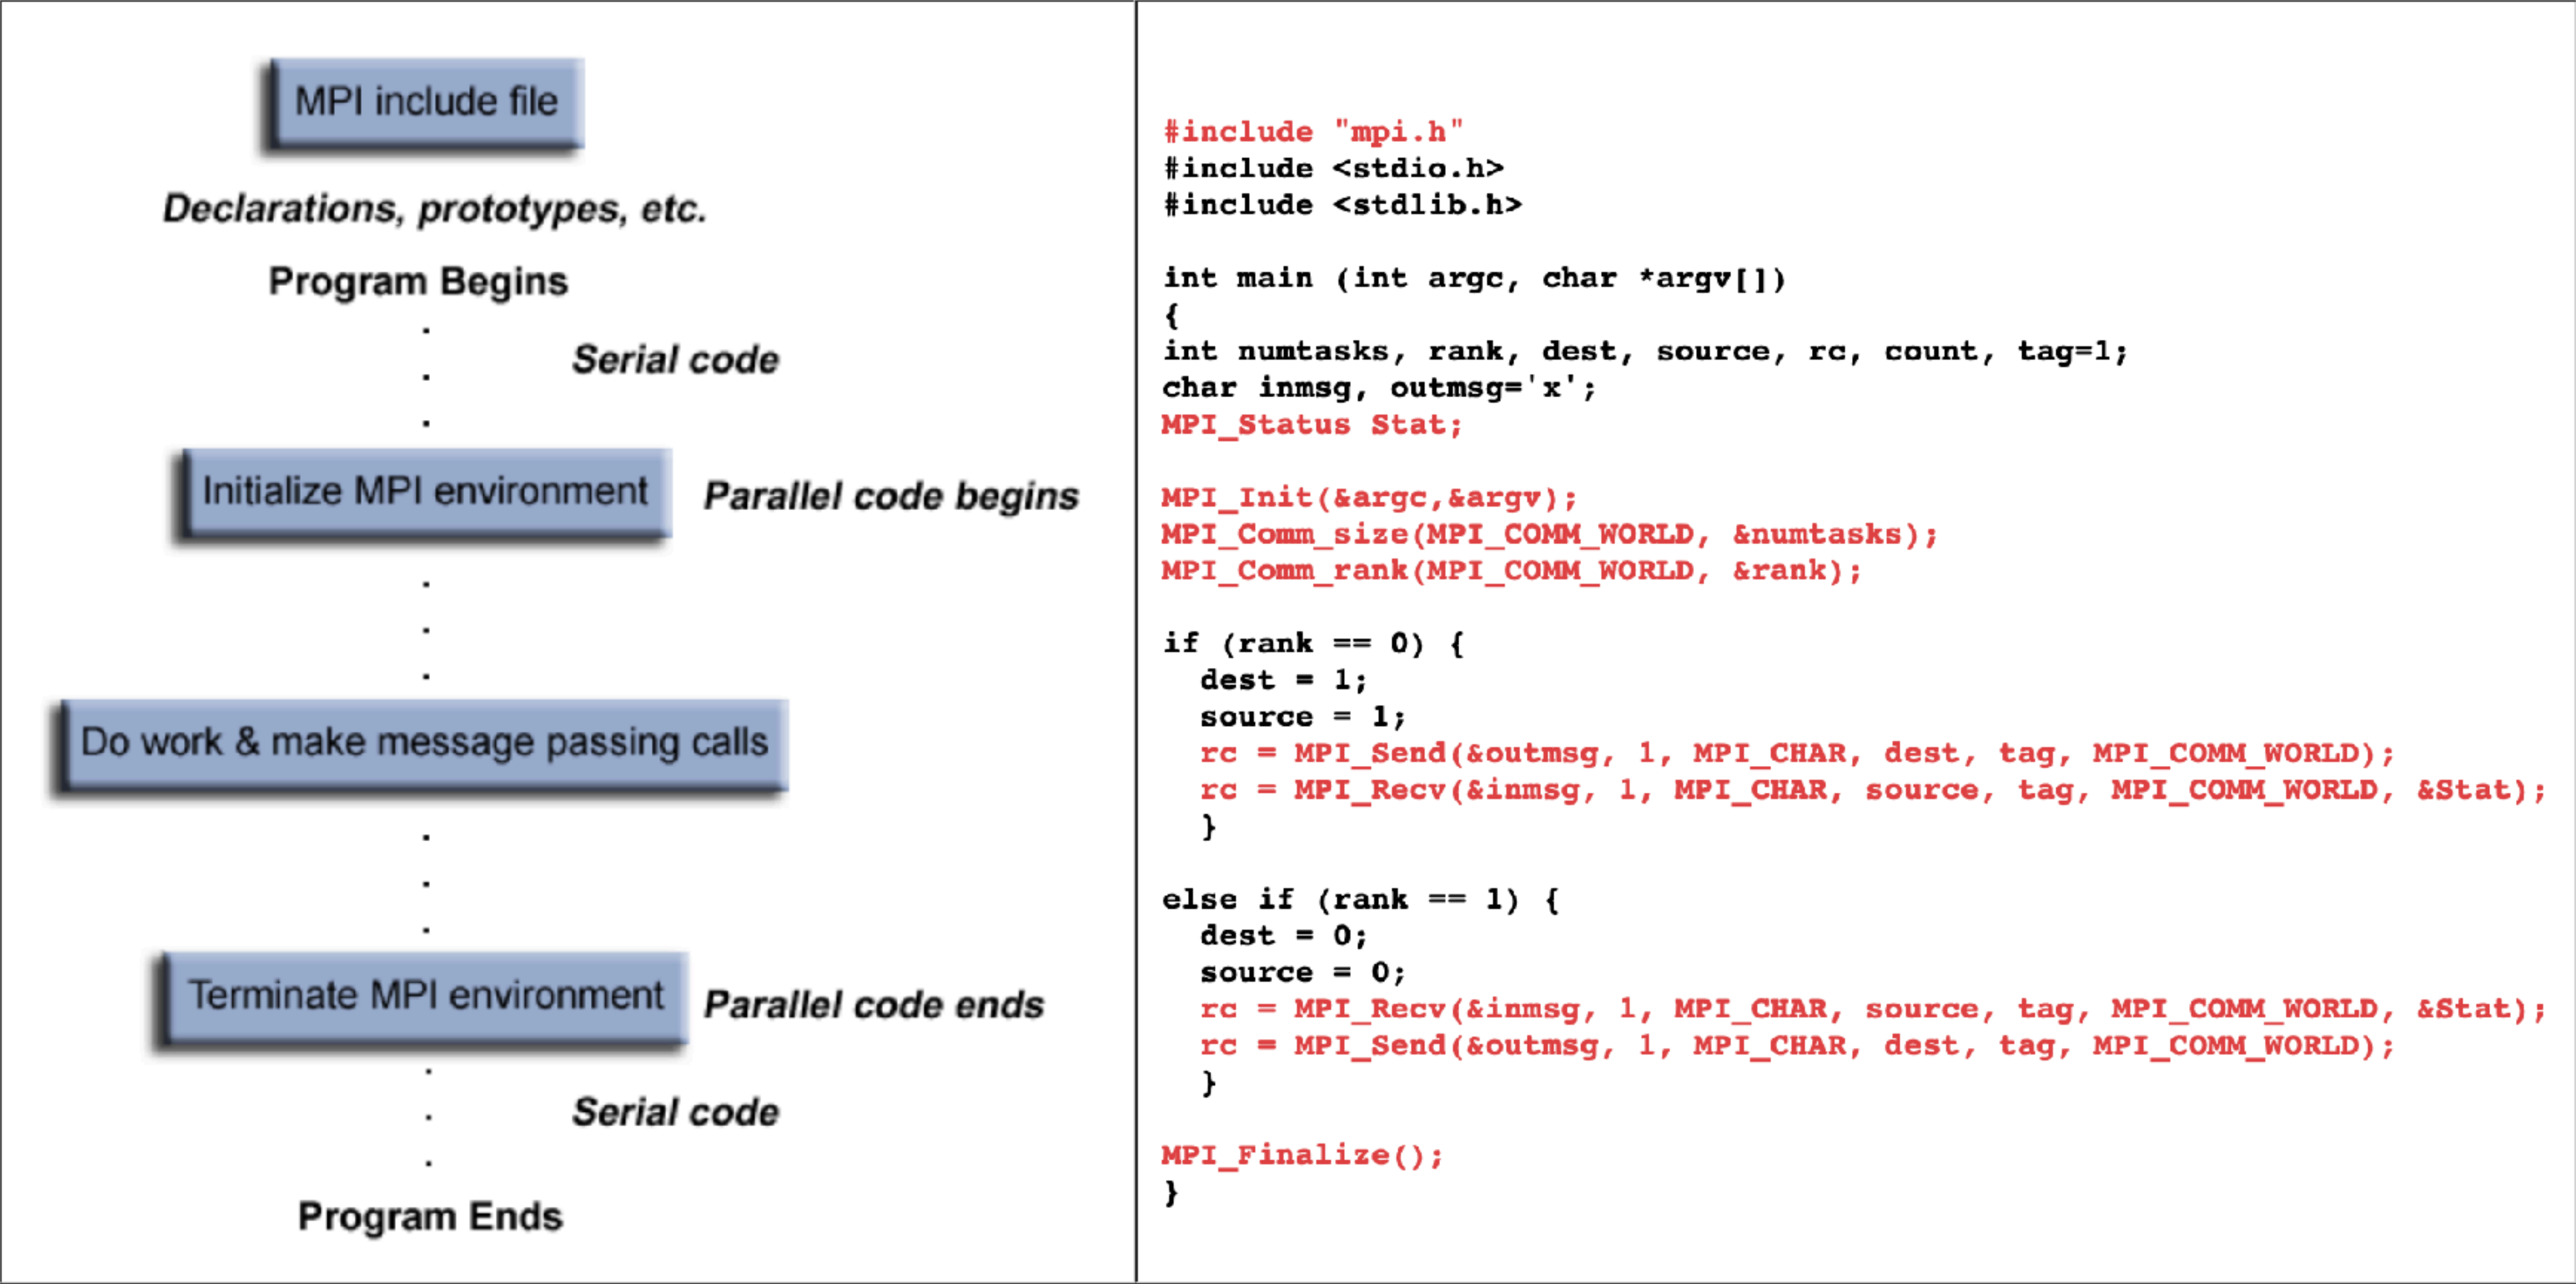 MPI include file
Declarations, prototypes, etc.
Program Begins
.
.
.
Serial code
Initialize MPI environment
Parallel code begins
.
.
.
Do work & make message passing calls
.
.
.
Terminate MPI environment
Parallel code ends
.
.
.
Serial code
Program Ends
#include "mpi.h"
#include <stdio.h>
#include <stdlib.h>
int main (int argc, char *argv[])
{
int numtasks, rank, dest, source, rc, count, tag=1;
char inmsg, outmsg='x';
MPI_Status Stat;
MPI_Init(&argc,&argv);
MPI_Comm_size(MPI_COMM_WORLD, &numtasks);
MPI_Comm_rank(MPI_COMM_WORLD, &rank);
if (rank == 0) {
  dest = 1;
  source = 1;
  rc = MPI_Send(&outmsg, 1, MPI_CHAR, dest, tag, MPI_COMM_WORLD);
  rc = MPI_Recv(&inmsg, 1, MPI_CHAR, source, tag, MPI_COMM_WORLD, &Stat);
  }
else if (rank == 1) {
  dest = 0;
  source = 0;
  rc = MPI_Recv(&inmsg, 1, MPI_CHAR, source, tag, MPI_COMM_WORLD, &Stat);
  rc = MPI_Send(&outmsg, 1, MPI_CHAR, dest, tag, MPI_COMM_WORLD);
  }
MPI_Finalize();
}